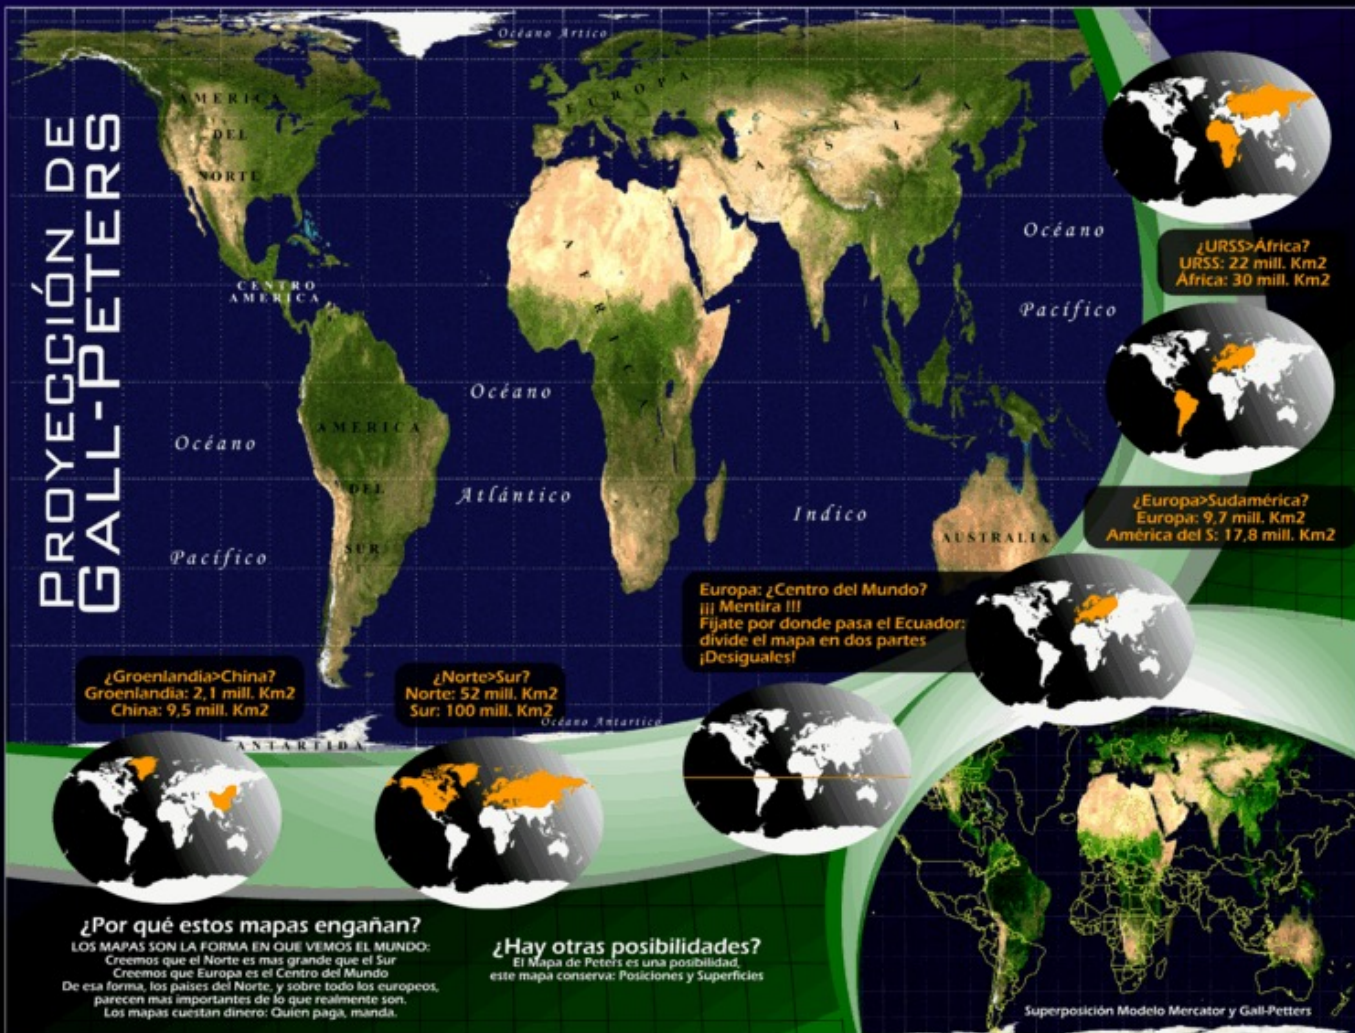 PROYECCIÓN DE
GALL-PETERS
Océano Artico
AMERICA
DEL
NORTE
EUROPA
ASIA
CENTRO
AMERICA
AFRICA
Océano
Pacífico
Océano
Atlántico
AMERICA
DEL
SUR
Océano
Pacífico
Indico
AUSTRALIA
Océano Antartico
ANTARTIDA
¿URSS>África?
URSS: 22 mill. Km2
África: 30 mill. Km2
¿Europa>Sudamérica?
Europa: 9,7 mill. Km2
América del S: 17,8 mill. Km2
Europa: ¿Centro del Mundo?
¡¡¡ Mentira !!!
Fijate por donde pasa el Ecuador:
divide el mapa en dos partes
¡Desiguales!
¿Groenlandia>China?
Groenlandia: 2,1 mill. Km2
China: 9,5 mill. Km2
¿Norte>Sur?
Norte: 52 mill. Km2
Sur: 100 mill. Km2
¿Por qué estos mapas engañan?
LOS MAPAS SON LA FORMA EN QUE VEMOS EL MUNDO:
Creemos que el Norte es mas grande que el Sur
Creemos que Europa es el Centro del Mundo
De esa forma, los paises del Norte, y sobre todo los europeos,
parecen mas importantes de lo que realmente son.
Los mapas cuestan dinero: Quien paga, manda.
¿Hay otras posibilidades?
El Mapa de Peters es una posibilidad,
este mapa conserva: Posiciones y Superficies
Superposición Modelo Mercator y Gall-Petters